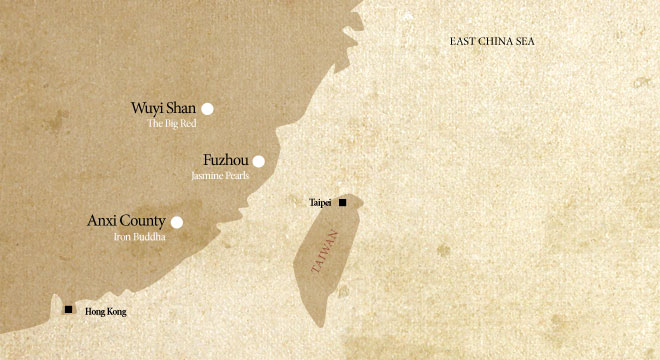 EAST CHINA SEA
Wuyi Shan
The Big Red
Fuzhou
Jasmine Pearls
Taipei
Anxi County
Iron Buddha
TAIWAN
Hong Kong